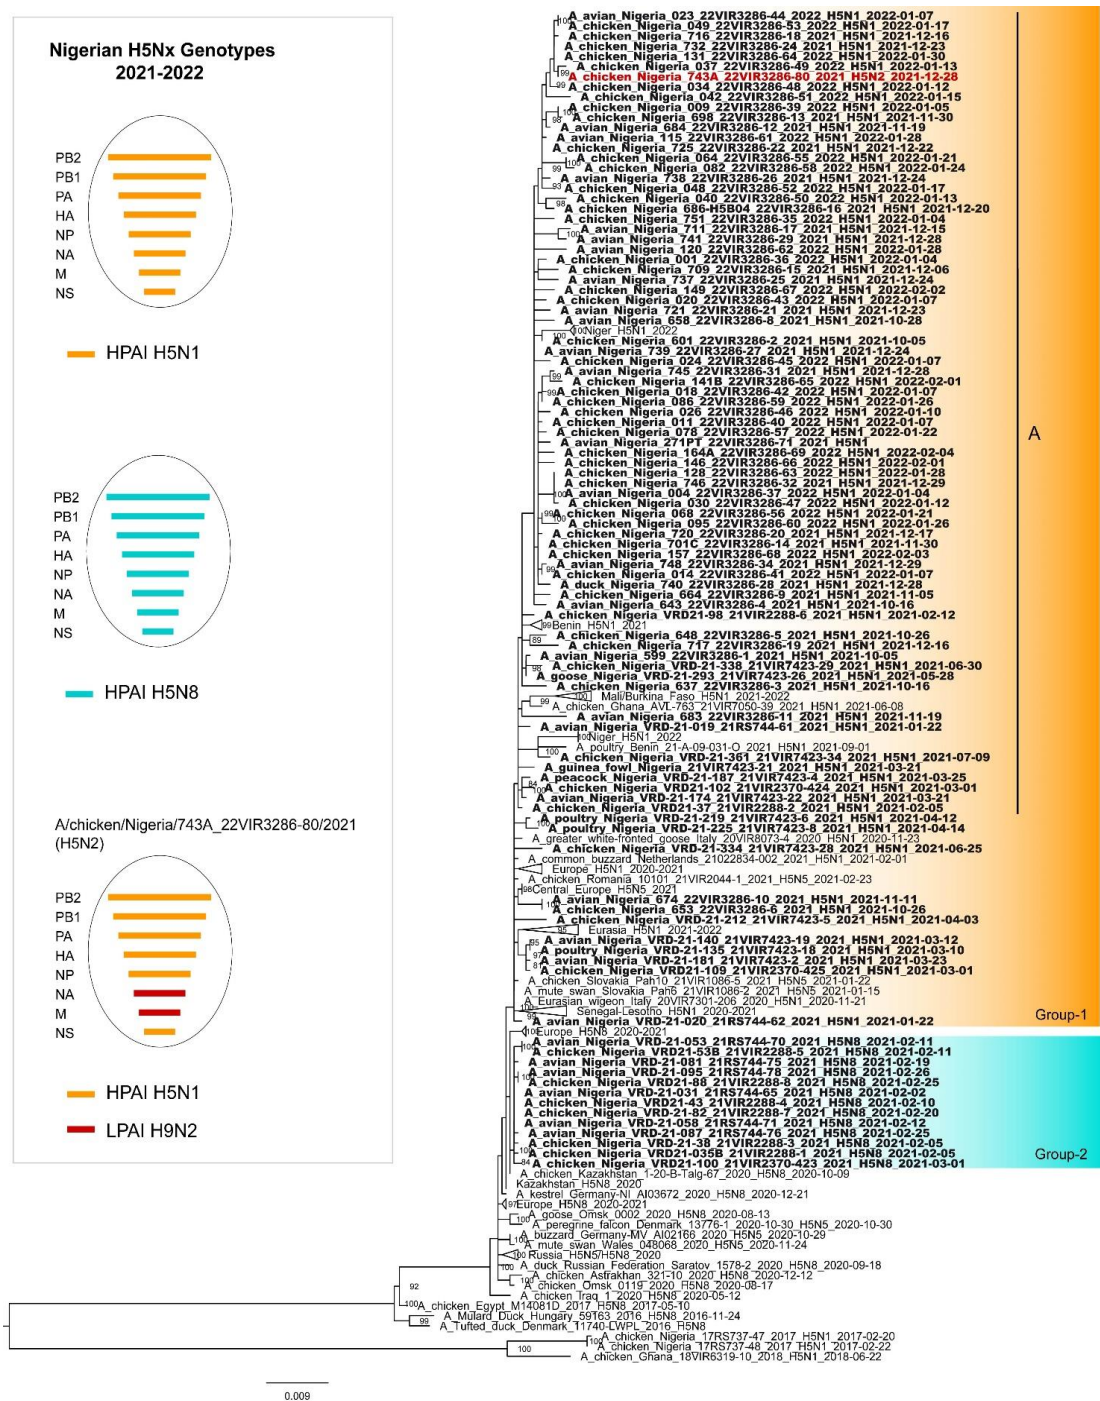 Nigerian H5Nx Genotypes
2021-2022
PB2
PB1
PA
HA
NP
NA
M
NS
HPAI H5N1
PB2
PB1
PA
HA
NP
NA
M
NS
HPAI H5N8
A/chicken/Nigeria/743A_22VIR3286-80/2021
(H5N2)
PB2
PB1
PA
HA
NP
NA
M
NS
HPAI H5N1
LPAI H9N2
A_avian_Nigeria_023_22VIR3286-44_2022_H5N1_2022-01-07
A_chicken_Nigeria_049_22VIR3286-53_2022_H5N1_2022-01-17
A_chicken_Nigeria_716_22VIR3286-18_2021_H5N1_2021-12-16
A_chicken_Nigeria_732_22VIR3286-24_2021_H5N1_2021-12-23
A_chicken_Nigeria_131_22VIR3286-64_2022_H5N1_2022-01-30
A_chicken_Nigeria_037_22VIR3286-49_2022_H5N1_2022-01-13
A_chicken_Nigeria_743A_22VIR3286-80_2021_H5N2_2021-12-28
A_chicken_Nigeria_034_22VIR3286-48_2022_H5N1_2022-01-12
A_chicken_Nigeria_042_22VIR3286-51_2022_H5N1_2022-01-15
A_chicken_Nigeria_009_22VIR3286-39_2022_H5N1_2022-01-05
A_chicken_Nigeria_698_22VIR3286-13_2021_H5N1_2021-11-30
A_avian_Nigeria_684_22VIR3286-12_2021_H5N1_2021-11-19
A_avian_Nigeria_115_22VIR3286-61_2022_H5N1_2022-01-28
A_chicken_Nigeria_725_22VIR3286-22_2021_H5N1_2021-12-22
A_chicken_Nigeria_064_22VIR3286-55_2022_H5N1_2022-01-21
A_chicken_Nigeria_082_22VIR3286-58_2022_H5N1_2022-01-24
A_avian_Nigeria_738_22VIR3286-26_2021_H5N1_2021-12-24
A_chicken_Nigeria_048_22VIR3286-52_2022_H5N1_2022-01-17
A_chicken_Nigeria_040_22VIR3286-50_2022_H5N1_2022-01-13
A_chicken_Nigeria_686-H5B04_22VIR3286-16_2021_H5N1_2021-12-20
A_chicken_Nigeria_751_22VIR3286-35_2022_H5N1_2022-01-04
A_avian_Nigeria_711_22VIR3286-17_2021_H5N1_2021-12-15
A_avian_Nigeria_741_22VIR3286-29_2021_H5N1_2021-12-28
A_avian_Nigeria_120_22VIR3286-62_2022_H5N1_2022-01-28
A_chicken_Nigeria_001_22VIR3286-36_2022_H5N1_2022-01-04
A_chicken_Nigeria_709_22VIR3286-15_2021_H5N1_2021-12-06
A_avian_Nigeria_737_22VIR3286-25_2021_H5N1_2021-12-24
A_chicken_Nigeria_149_22VIR3286-67_2022_H5N1_2022-02-02
A_chicken_Nigeria_020_22VIR3286-43_2022_H5N1_2022-01-07
A_avian_Nigeria_721_22VIR3286-21_2021_H5N1_2021-12-23
A_avian_Nigeria_658_22VIR3286-8_2021_H5N1_2021-10-28
Niger_H5N1_2022
A_chicken_Nigeria_601_22VIR3286-2_2021_H5N1_2021-10-05
A_avian_Nigeria_739_22VIR3286-27_2021_H5N1_2021-12-24
A_chicken_Nigeria_024_22VIR3286-45_2022_H5N1_2022-01-07
A_avian_Nigeria_745_22VIR3286-31_2021_H5N1_2021-12-28
A_chicken_Nigeria_141B_22VIR3286-65_2022_H5N1_2022-02-01
A_chicken_Nigeria_018_22VIR3286-42_2022_H5N1_2022-01-07
A_chicken_Nigeria_086_22VIR3286-59_2022_H5N1_2022-01-26
A_chicken_Nigeria_026_22VIR3286-46_2022_H5N1_2022-01-10
A_chicken_Nigeria_011_22VIR3286-40_2022_H5N1_2022-01-07
A_chicken_Nigeria_078_22VIR3286-57_2022_H5N1_2022-01-22
A_avian_Nigeria_271PT_22VIR3286-71_2021_H5N1
A_chicken_Nigeria_164A_22VIR3286-69_2022_H5N1_2022-02-04
A_chicken_Nigeria_146_22VIR3286-66_2022_H5N1_2022-02-01
A_chicken_Nigeria_128_22VIR3286-63_2022_H5N1_2022-01-28
A_chicken_Nigeria_746_22VIR3286-32_2021_H5N1_2021-12-29
A_avian_Nigeria_004_22VIR3286-37_2022_H5N1_2022-01-04
A_chicken_Nigeria_030_22VIR3286-47_2022_H5N1_2022-01-12
A_chicken_Nigeria_068_22VIR3286-56_2022_H5N1_2022-01-21
A_chicken_Nigeria_095_22VIR3286-60_2022_H5N1_2022-01-26
A_chicken_Nigeria_720_22VIR3286-20_2021_H5N1_2021-12-17
A_chicken_Nigeria_701C_22VIR3286-14_2021_H5N1_2021-11-30
A_chicken_Nigeria_157_22VIR3286-68_2022_H5N1_2022-02-03
A_avian_Nigeria_748_22VIR3286-34_2021_H5N1_2021-12-29
A_chicken_Nigeria_014_22VIR3286-41_2022_H5N1_2022-01-07
A_duck_Nigeria_740_22VIR3286-28_2021_H5N1_2021-12-28
A_chicken_Nigeria_664_22VIR3286-9_2021_H5N1_2021-11-05
A_avian_Nigeria_643_22VIR3286-4_2021_H5N1_2021-10-16
A_chicken_Nigeria_VRD21-98_21VIR2288-6_2021_H5N1_2021-02-12
Benin_H5N1_2021
A_chicken_Nigeria_648_22VIR3286-5_2021_H5N1_2021-10-26
A_chicken_Nigeria_717_22VIR3286-19_2021_H5N1_2021-12-16
A_avian_Nigeria_599_22VIR3286-1_2021_H5N1_2021-10-05
A_chicken_Nigeria_VRD-21-338_21VIR7423-29_2021_H5N1_2021-06-30
A_goose_Nigeria_VRD-21-293_21VIR7423-26_2021_H5N1_2021-05-28
A_chicken_Nigeria_637_22VIR3286-3_2021_H5N1_2021-10-16
Mali/Burkina_Faso_H5N1_2021-2022
A_chicken_Ghana_AVL-763_21VIR7050-39_2021_H5N1_2021-06-08
A_avian_Nigeria_683_22VIR3286-11_2021_H5N1_2021-11-19
A_avian_Nigeria_VRD-21-019_21RS744-61_2021_H5N1_2021-01-22
Niger_H5N1_2022
A_poultry_Benin_21-A-09-031-O_2021_H5N1_2021-09-01
A_chicken_Nigeria_VRD-21-361_21VIR7423-34_2021_H5N1_2021-07-09
A_guinea_fowl_Nigeria_21VIR7423-21_2021_H5N1_2021-03-21
A_peacock_Nigeria_VRD-21-187_21VIR7423-4_2021_H5N1_2021-03-25
A_chicken_Nigeria_VRD21-102_21VIR2370-424_2021_H5N1_2021-03-01
A_avian_Nigeria_VRD-21-174_21VIR7423-22_2021_H5N1_2021-03-21
A_chicken_Nigeria_VRD21-37_21VIR2288-2_2021_H5N1_2021-02-05
A_poultry_Nigeria_VRD-21-219_21VIR7423-6_2021_H5N1_2021-04-12
A_poultry_Nigeria_VRD-21-225_21VIR7423-8_2021_H5N1_2021-04-14
A_greater_white-fronted_goose_Italy_20VIR8073-4_2020_H5N1_2020-11-23
A_chicken_Nigeria_VRD-21-334_21VIR7423-28_2021_H5N1_2021-06-25
A_common_buzzard_Netherlands_21022834-002_2021_H5N1_2021-02-01
Europe_H5N1_2020-2021
A_chicken_Romania_10101_21VIR2044-1_2021_H5N5_2021-02-23
Central_Europe_H5N5_2021
A_avian_Nigeria_674_22VIR3286-10_2021_H5N1_2021-11-11
A_chicken_Nigeria_653_22VIR3286-6_2021_H5N1_2021-10-26
A_chicken_Nigeria_VRD-21-212_21VIR7423-5_2021_H5N1_2021-04-03
Eurasia_H5N1_2021-2022
A_avian_Nigeria_VRD-21-140_21VIR7423-19_2021_H5N1_2021-03-12
A_poultry_Nigeria_VRD-21-135_21VIR7423-18_2021_H5N1_2021-03-10
A_avian_Nigeria_VRD-21-181_21VIR7423-2_2021_H5N1_2021-03-23
A_chicken_Nigeria_VRD21-109_21VIR2370-425_2021_H5N1_2021-03-01
A_chicken_Slovakia_Pah10_21VIR1086-5_2021_H5N5_2021-01-22
A_mute_swan_Slovakia_Pah6_21VIR1086-2_2021_H5N5_2021-01-15
A_Eurasian_wigeon_Italy_20VIR7301-206_2020_H5N1_2020-11-21
Senegal-Lesotho_H5N1_2020-2021
A_avian_Nigeria_VRD-21-020_21RS744-62_2021_H5N1_2021-01-22
Europe_H5N8_2020-2021
A_avian_Nigeria_VRD-21-053_21RS744-70_2021_H5N8_2021-02-11
A_chicken_Nigeria_VRD21-53B_21VIR2288-5_2021_H5N8_2021-02-11
A_avian_Nigeria_VRD-21-081_21RS744-75_2021_H5N8_2021-02-19
A_avian_Nigeria_VRD-21-095_21RS744-78_2021_H5N8_2021-02-26
A_chicken_Nigeria_VRD21-88_21VIR2288-8_2021_H5N8_2021-02-25
A_avian_Nigeria_VRD-21-031_21RS744-65_2021_H5N8_2021-02-02
A_chicken_Nigeria_VRD21-43_21VIR2288-4_2021_H5N8_2021-02-10
A_chicken_Nigeria_VRD-21-82_21VIR2288-7_2021_H5N8_2021-02-20
A_avian_Nigeria_VRD-21-058_21RS744-71_2021_H5N8_2021-02-12
A_avian_Nigeria_VRD-21-087_21RS744-76_2021_H5N8_2021-02-25
A_chicken_Nigeria_VRD-21-38_21VIR2288-3_2021_H5N8_2021-02-05
A_chicken_Nigeria_VRD21-035B_21VIR2288-1_2021_H5N8_2021-02-05
A_chicken_Nigeria_VRD21-100_21VIR2370-423_2021_H5N8_2021-03-01
A_chicken_Kazakhstan_1-20-B-Talg-67_2020_H5N8_2020-10-09
Kazakhstan_H5N8_2020
A_kestrel_Germany-NI_AI03672_2020_H5N8_2020-12-21
Europe_H5N8_2020-2021
A_goose_Omsk_0002_2020_H5N8_2020-08-13
A_peregrine_falcon_Denmark_13776-1_2020-10-30_H5N5_2020-10-30
A_buzzard_Germany-MV_AI02166_2020_H5N5_2020-10-29
A_mute_swan_Wales_048068_2020_H5N5_2020-11-24
Russia_H5N5/H5N8_2020
A_duck_Russian_Federation_Saratov_1578-2_2020_H5N8_2020-09-18
A_chicken_Astrakhan_321-10_2020_H5N8_2020-12-12
A_chicken_Omsk_0119_2020_H5N8_2020-08-17
A_chicken_Iraq_1_2020_H5N8_2020-05-12
A_chicken_Egypt_M14081D_2017_H5N8_2017-05-10
A_Mulard_Duck_Hungary_59163_2016_H5N8_2016-11-24
A_Tufted_duck_Denmark_11740-LWPL_2016_H5N8
A_chicken_Nigeria_17RS737-47_2017_H5N1_2017-02-20
A_chicken_Nigeria_17RS737-48_2017_H5N1_2017-02-22
A_chicken_Ghana_18VIR6319-10_2018_H5N1_2018-06-22
A
Group-1
Group-2
92
100
99
100
100
0.009